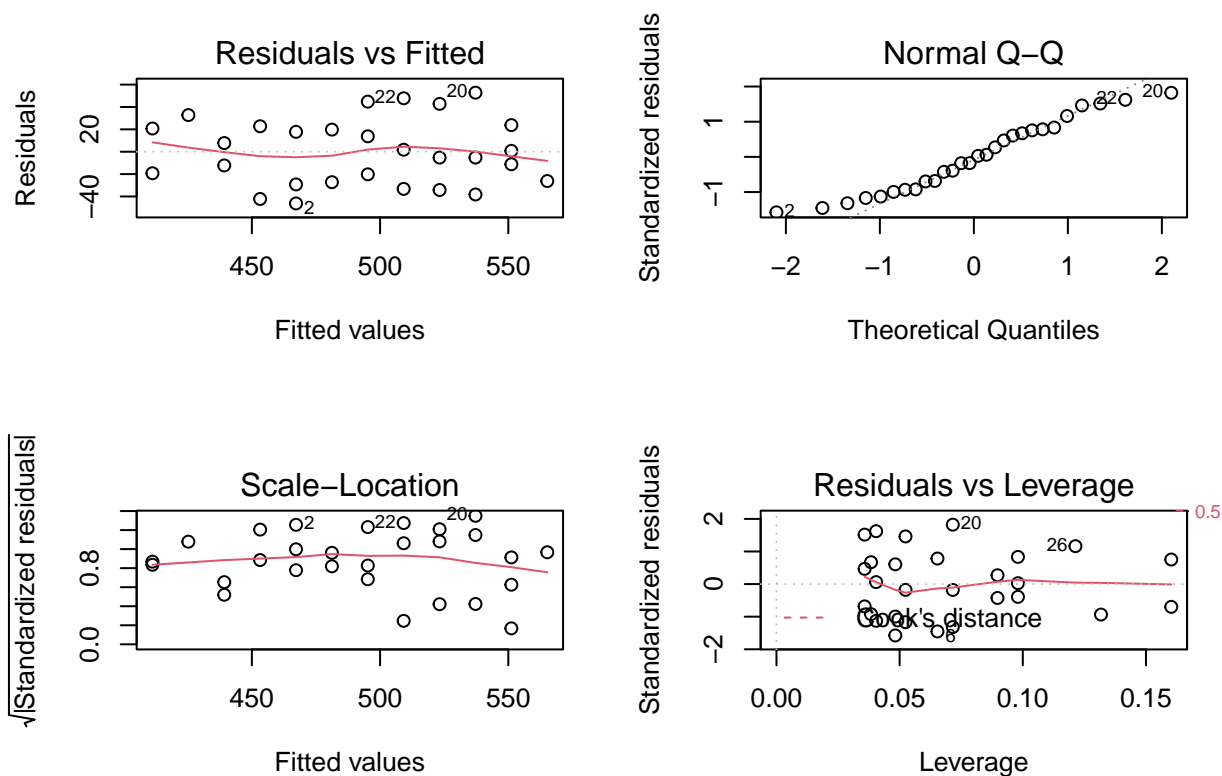 Residuals vs Fitted
Residuals
20
−40
22
20
2
450 500 550
Fitted values
Normal Q−Q
Standardized residuals
1
−1
22
20
2
−2 −1 0 1 2
Theoretical Quantiles
Scale−Location
√|Standardized residuals|
0.8
0.0
2
22
20
450 500 550
Fitted values
Residuals vs Leverage
Standardized residuals
2
0
−2
0.5
20
26
Cook's distance
0.00 0.05 0.10 0.15
Leverage